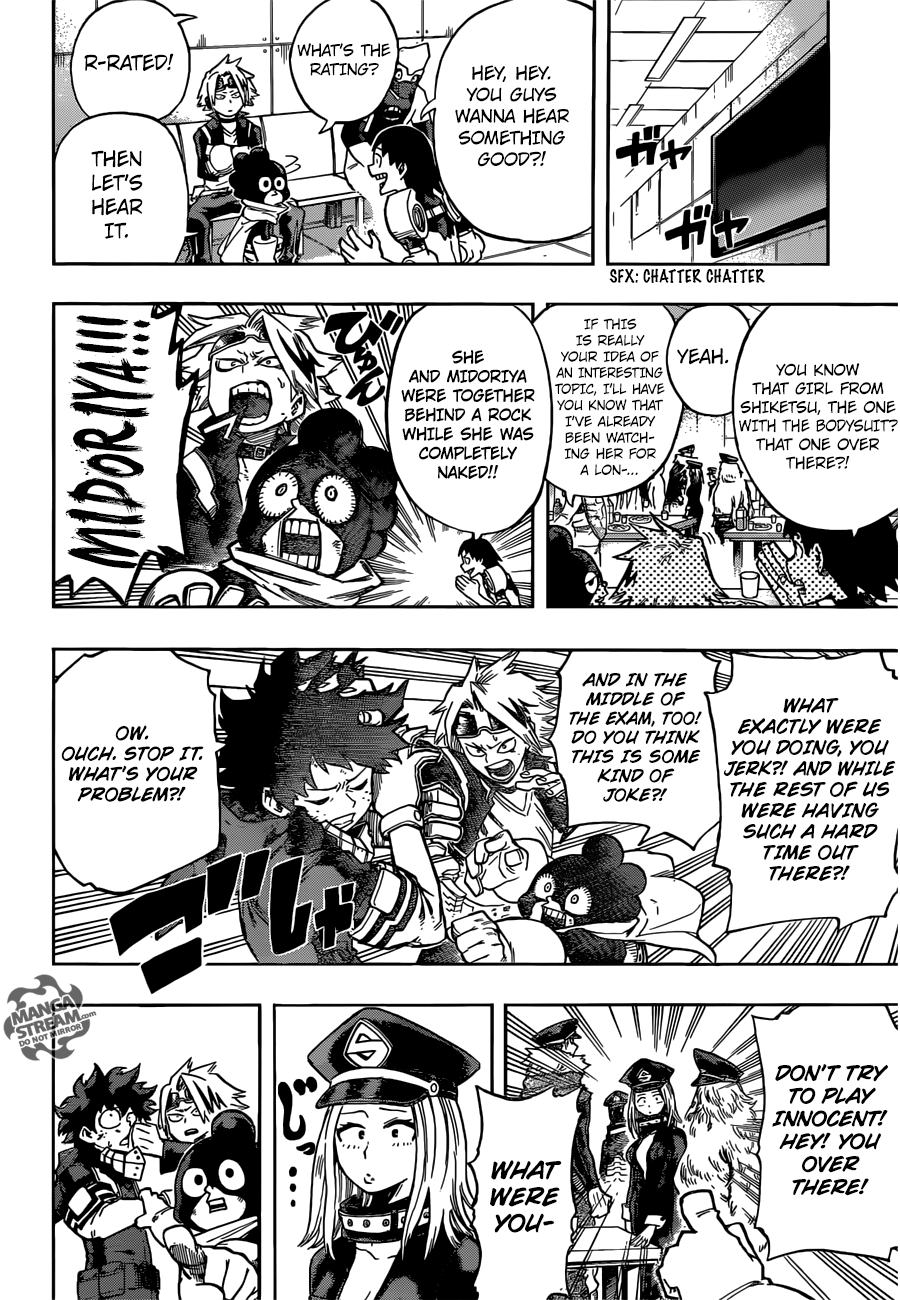 ガヤ
ガヤ
SFX: CHATTER CHATTER
HEY, HEY.
YOU GUYS
WANNA HEAR
SOMETHING
GOOD?!
WHAT'S THE
RATING?
R-RATED!
THEN
LET'S
HEAR
IT.
YOU KNOW
THAT GIRL FROM
SHIKETSU, THE ONE
WITH THE BODYSUIT?
THAT ONE OVER
THERE?!
YEAH.
IF THIS
IS REALLY
YOUR IDEA OF
AN INTERESTING
TOPIC, I'LL HAVE
YOU KNOW THAT
I'VE ALREADY
BEEN WATCH-
ING HER FOR
A LON-...
SHE
AND MIDORIYA
WERE TOGETHER
BEHIND A ROCK
WHILE SHE WAS
COMPLETELY
NAKED!!
MIDORIYA!!!
WHAT
EXACTLY WERE
YOU DOING, YOU
JERK?! AND WHILE
THE REST OF US
WERE HAVING
SUCH A HARD
TIME OUT
THERE?!
AND IN THE
MIDDLE OF
THE EXAM, TOO!
DO YOU THINK
THIS IS SOME
KIND OF
JOKE?!
OW.
OUCH. STOP IT.
WHAT'S YOUR
PROBLEM?!
DON'T TRY
TO PLAY
INNOCENT!
HEY! YOU
OVER
THERE!
WHAT
WERE
YOU-
じっ…
MANGA
STREAM.com
DO NOT MIRROR